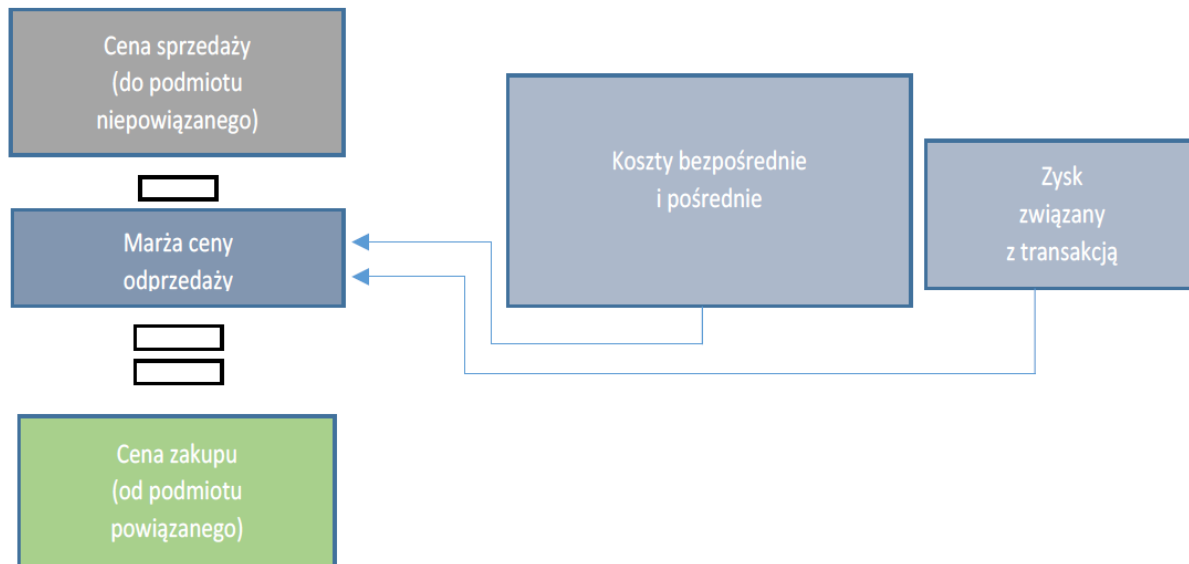 Cena sprzedaży
(do podmiotu
niepowiązanego)
Koszty bezpośrednie
i pośrednie
Zysk
związany
z transakcją
Marża ceny
odprzedaży
Cena zakupu
(od podmiotu
powiązanego)